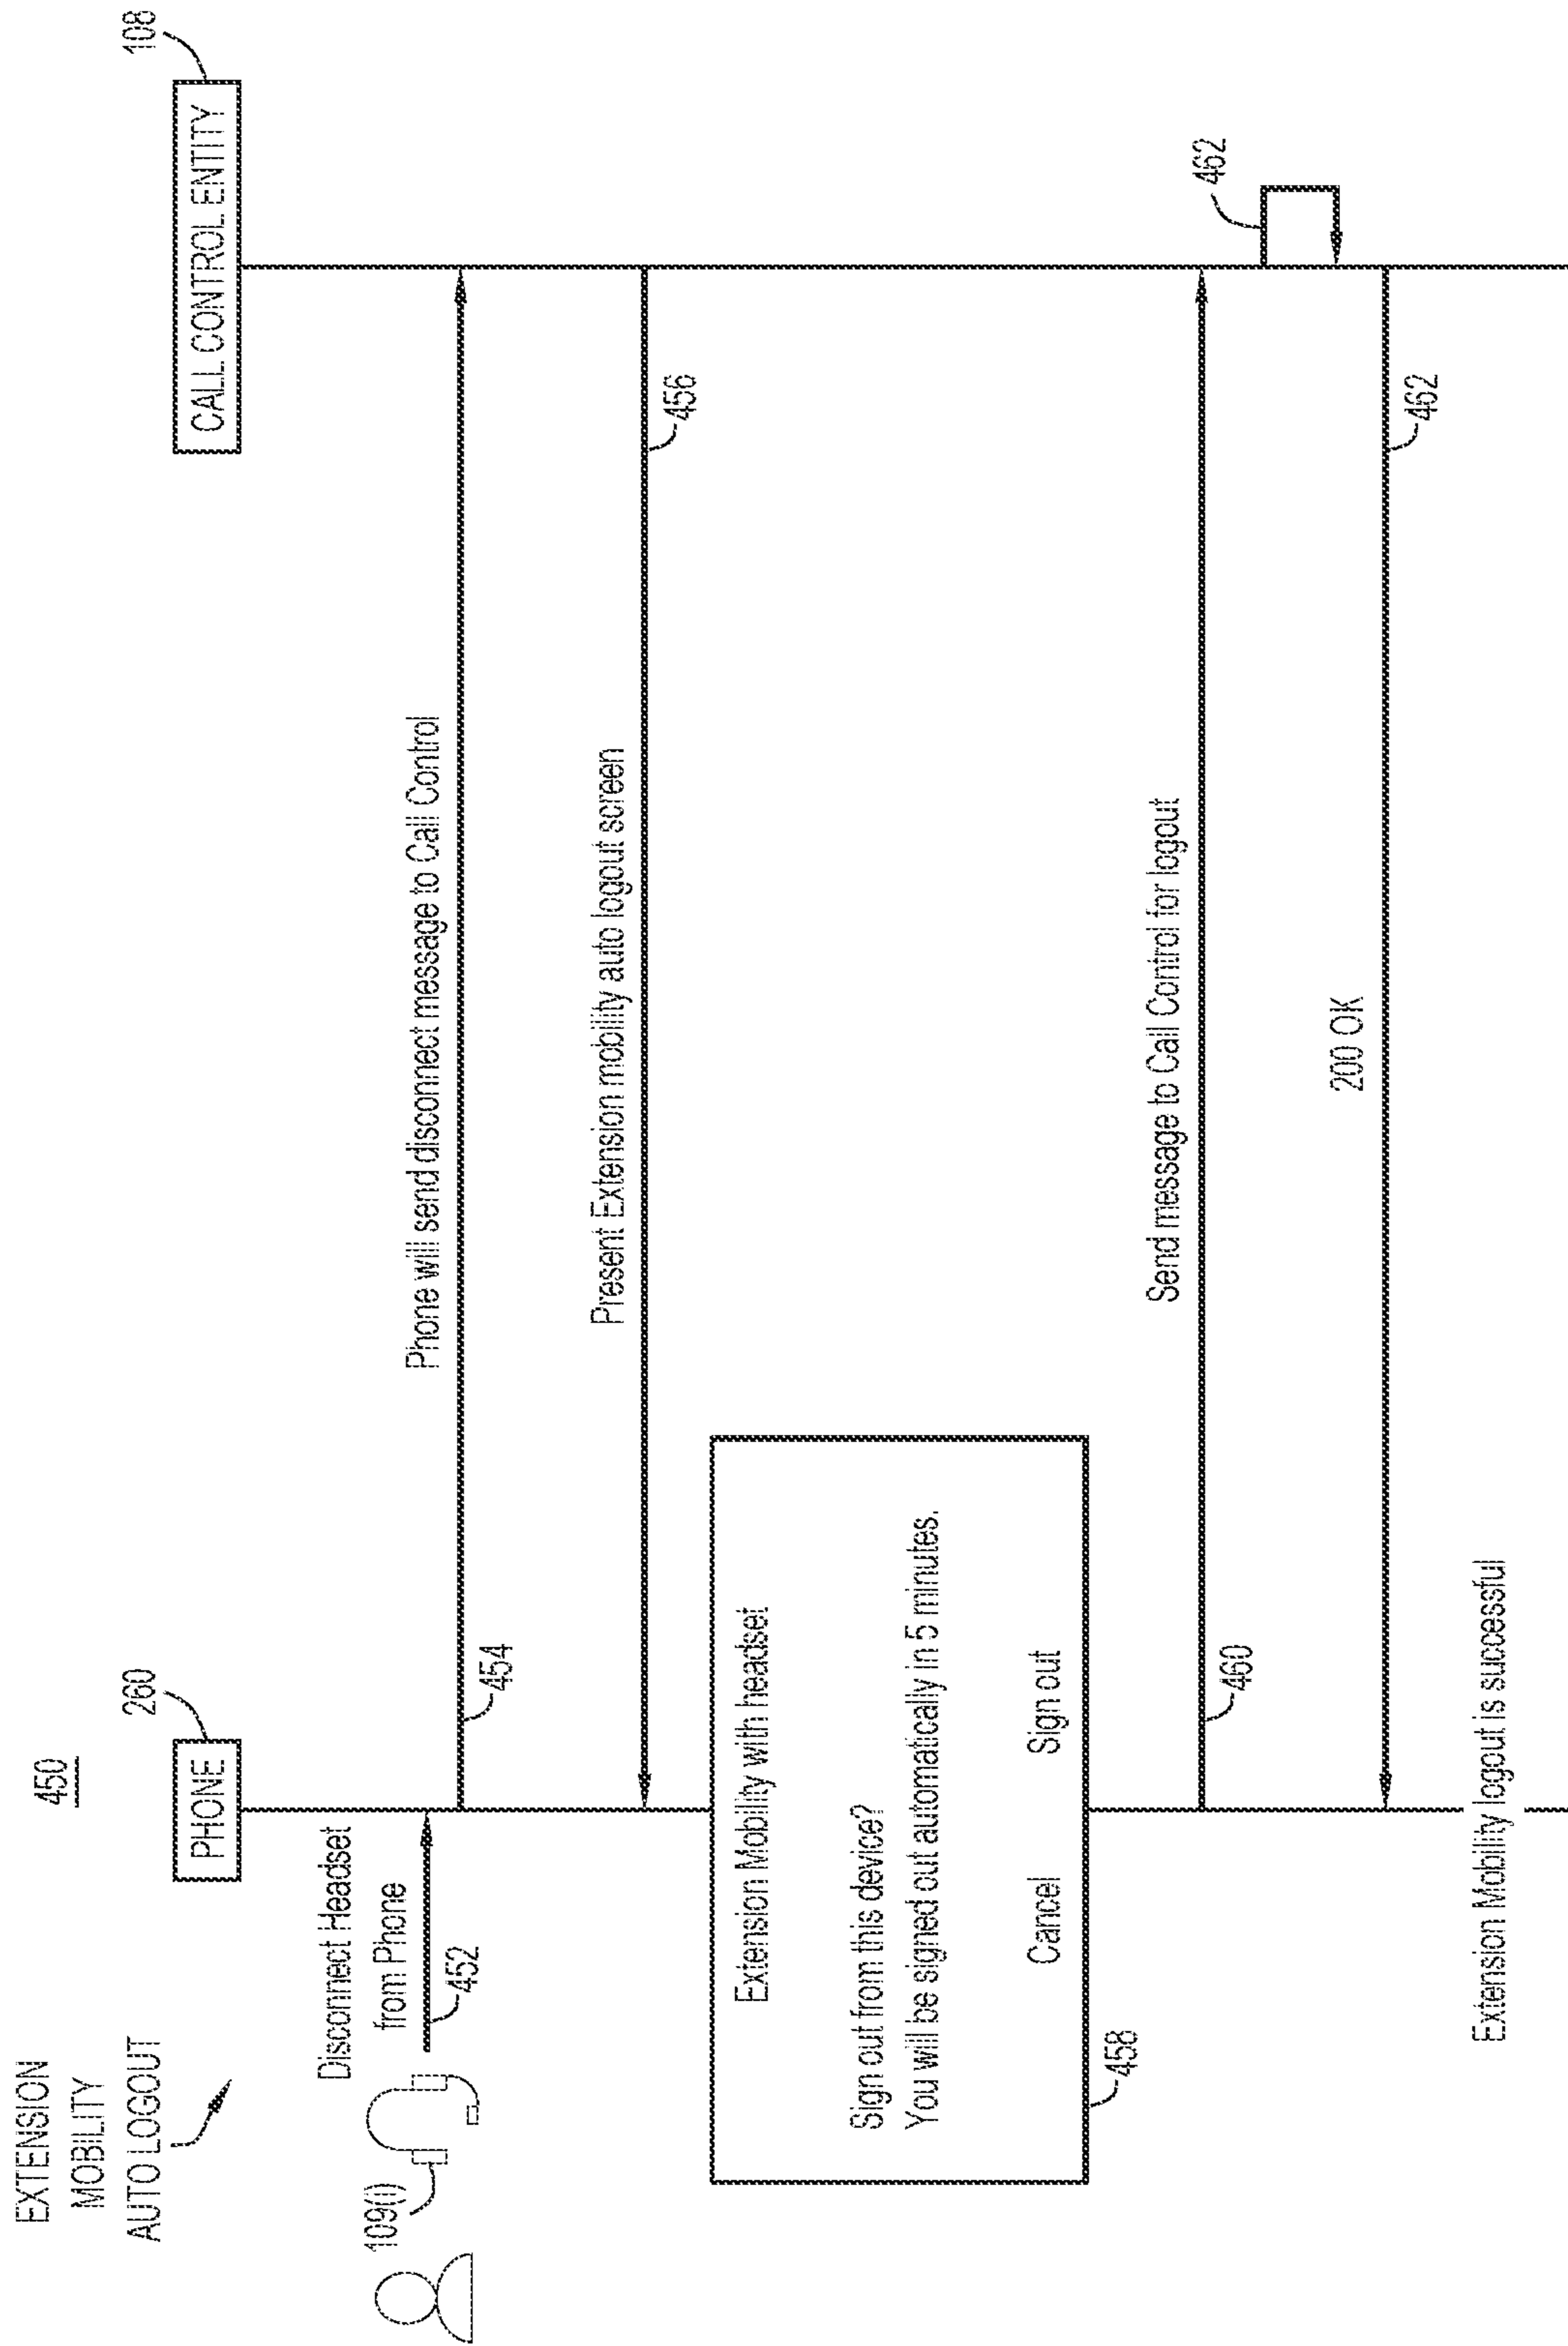 EXTENSION
MOBILITY
AUTO LOGOUT
450
PHONE
260
CALL CONTROL ENTITY
108
109(i)
Disconnect Headset
from Phone
452
Phone will send disconnect message to Call Control
454
Present Extension mobility auto logout screen
456
Extension Mobility with headset
Sign out from this device?
You will be signed out automatically in 5 minutes.
Cancel
Sign out
458
Send message to Call Control for logout
460
462
200 OK
462
Extension Mobility logout is successful